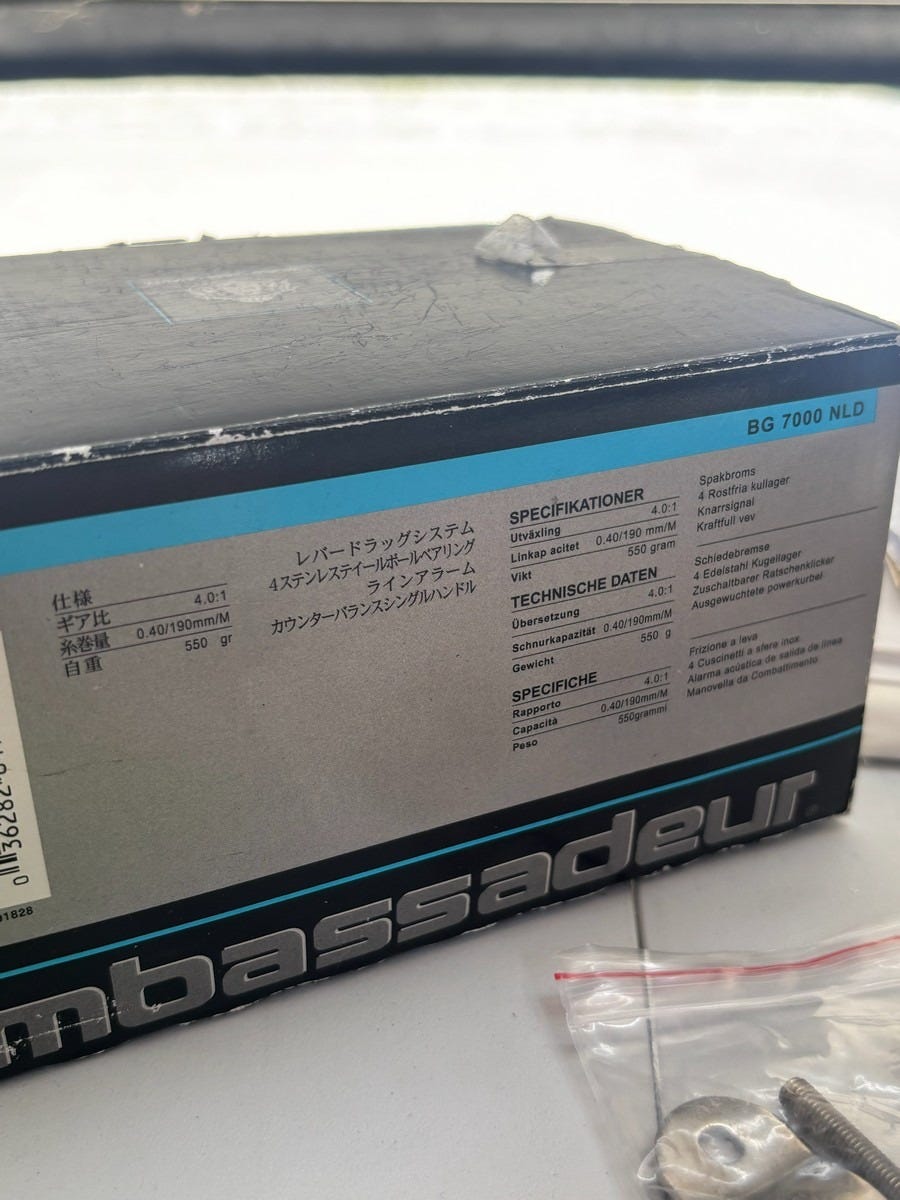 BG 7000 NLD
仕様
ギア比 4.0:1
糸巻量 0.40/190mm/M
自重 550 gr
レバードラッグシステム
4ステンレステイールボールベアリング
ラインアラーム
カウンターバランスシングルハンドル
SPECIFIKATIONER
Utväxling 4.0:1
Linkap acitet 0.40/190 mm/M
Vikt 550 gram
TECHNISCHE DATEN
Übersetzung 4.0:1
Schnurkapazität 0.40/190mm/M
Gewicht 550 g
SPECIFICHE
Rapporto 4.0:1
Capacità 0.40/190mm/M
Peso 550grammi
Spakbroms
4 Rostfria kullager
Knarrsignal
Kraftfull vev
Schiedebremse
4 Edelstahl Kugellager
Zuschaltbarer Ratschenklicker
Ausgewuchtete powerkurbel
Frizione a leva
4 Cuscinetti a sfere inox
Alarma acústica de salida de línea
Manovella da Combattimento
0 36282
1828
mbassadeur